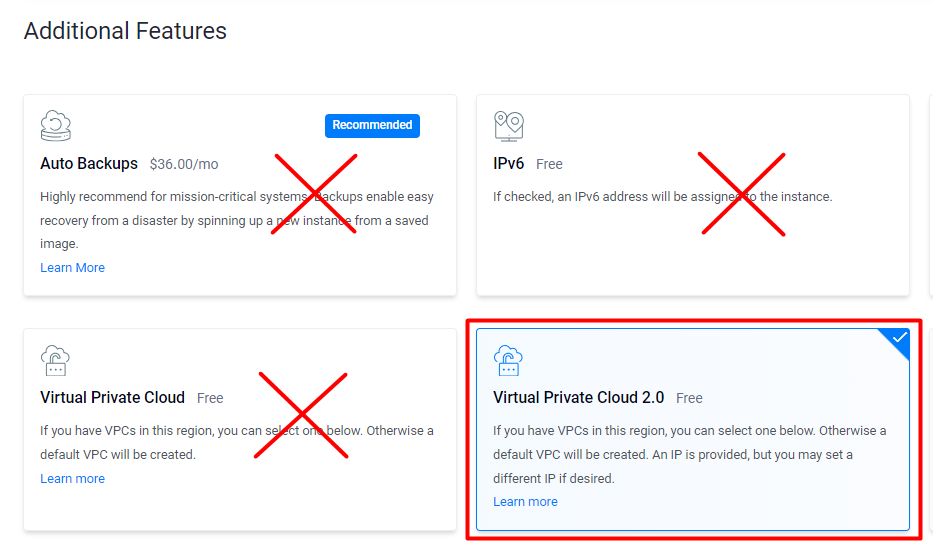 Additional Features
Recommended
Auto Backups $36.00/mo
Highly recommend for mission-critical systems. Backups enable easy
recovery from a disaster by spinning up a new instance from a saved
image.
Learn More
IPv6 Free
If checked, an IPv6 address will be assigned to the instance.
Virtual Private Cloud Free
If you have VPCs in this region, you can select one below. Otherwise a
default VPC will be created.
Learn more
Virtual Private Cloud 2.0 Free
If you have VPCs in this region, you can select one below. Otherwise a
default VPC will be created. An IP is provided, but you may set a
different IP if desired.
Learn more